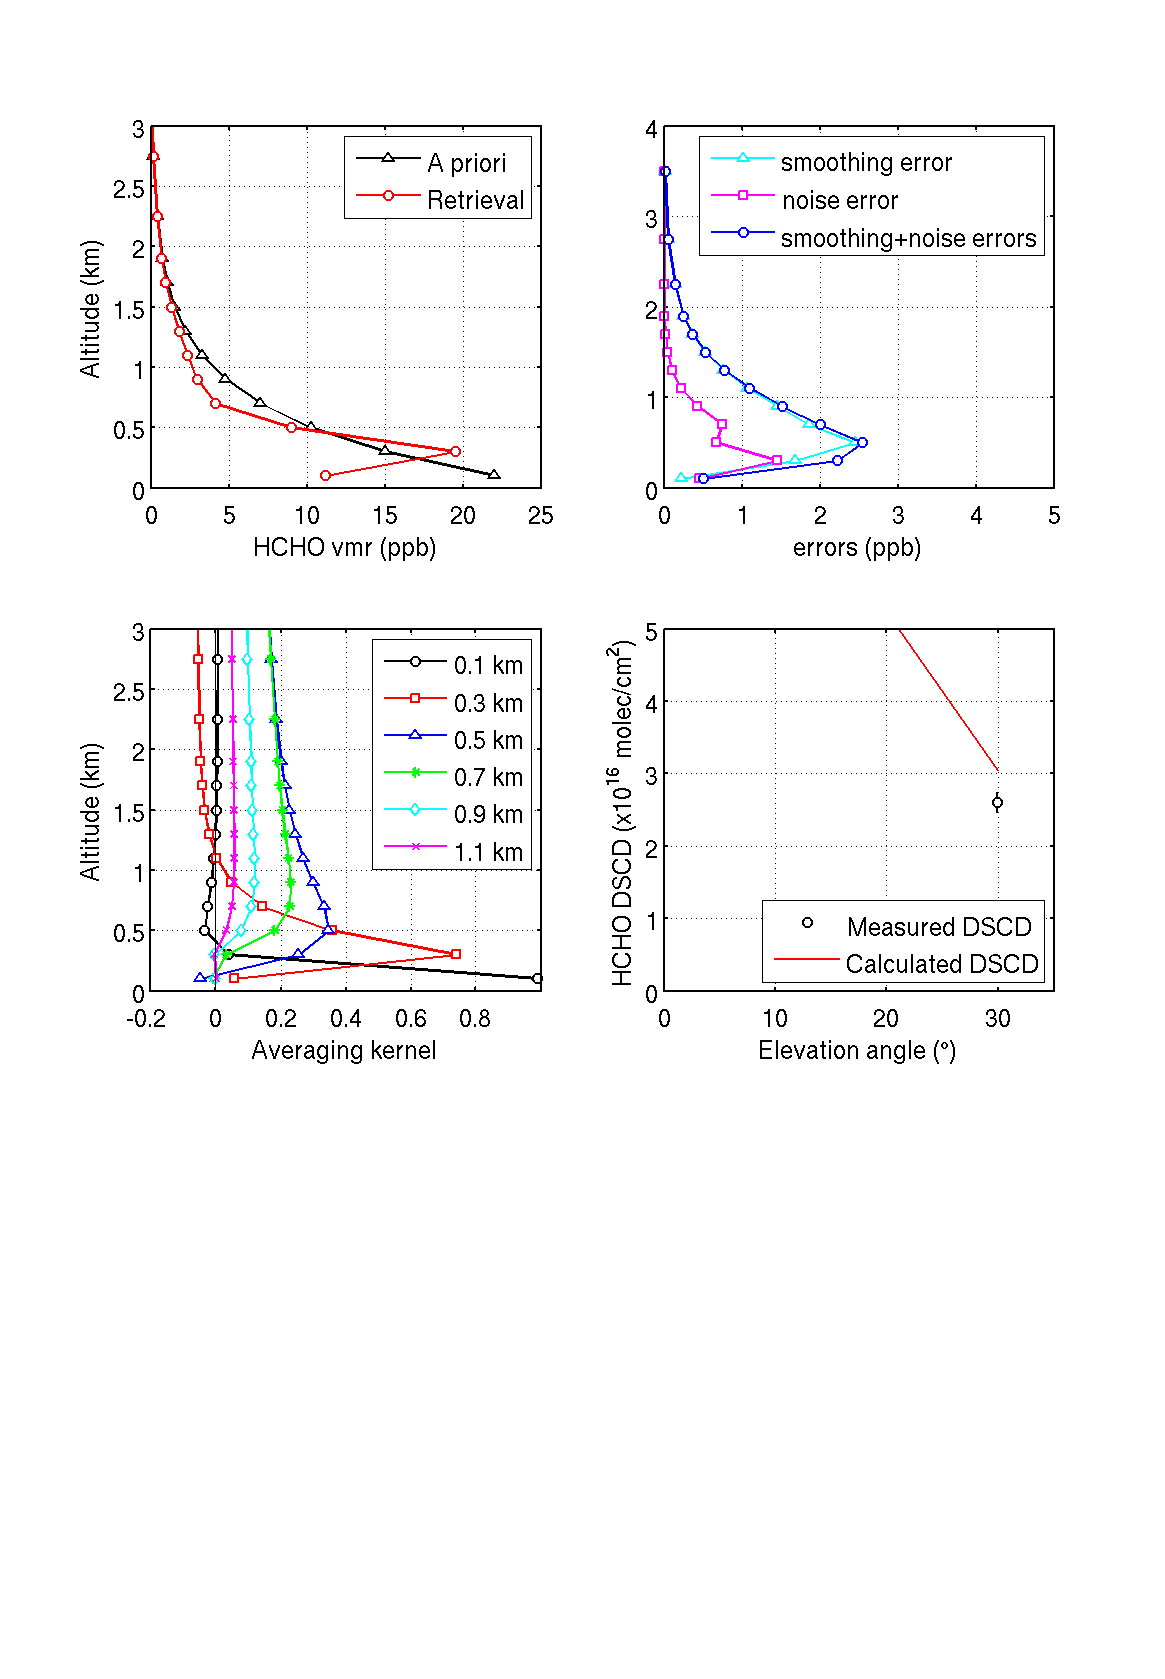 3
2.5
2
1.5
1
0.5
0
0 5 10 15 20 25
Altitude (km)
HCHO vmr (ppb)
A priori
Retrieval
4
3
2
1
0
0 1 2 3 4 5
errors (ppb)
smoothing error
noise error
smoothing+noise errors
3
2.5
2
1.5
1
0.5
0
-0.2 0 0.2 0.4 0.6 0.8
Altitude (km)
Averaging kernel
0.1 km
0.3 km
0.5 km
0.7 km
0.9 km
1.1 km
5
4
3
2
1
0
0 10 20 30
HCHO DSCD (x10^16 molec/cm^2)
Elevation angle (°)
Measured DSCD
Calculated DSCD